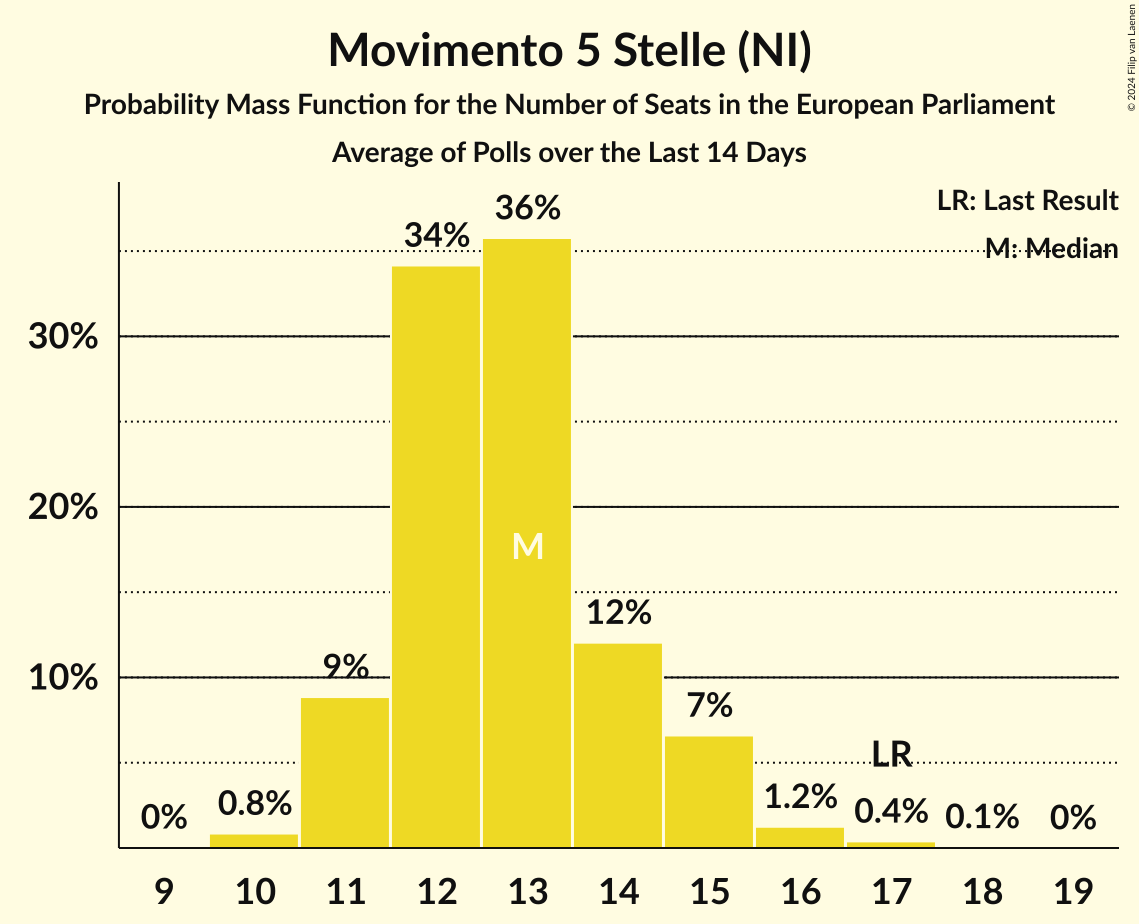 Movimento 5 Stelle (NI)
Probability Mass Function for the Number of Seats in the European Parliament
Average of Polls over the Last 14 Days
© 2024 Filip van Laenen
LR: Last Result
M: Median
36%
34%
30%
20%
M
12%
10%
9%
7%
LR
0%
0.8%
1.2%
0.4%
0.1%
0%
9 10 11 12 13 14 15 16 17 18 19